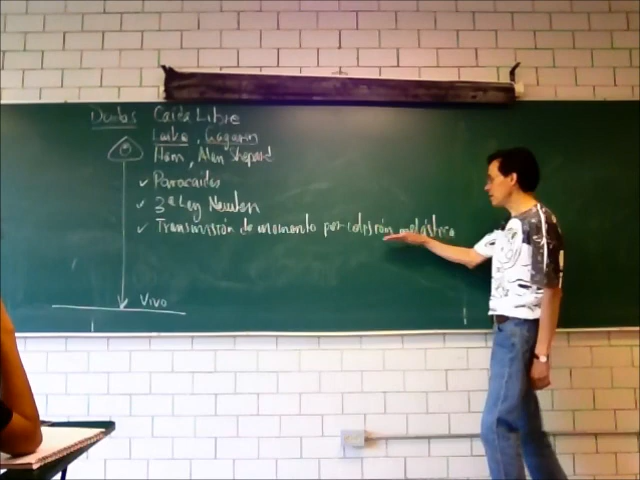 Dudas Caída Libre
Laika, Gagarin
Ham, Alan Shepard
✓ Paracaídas
✓ 3ª Ley Newton
✓ Transmisión de momento por colisión inelástica
Vivo